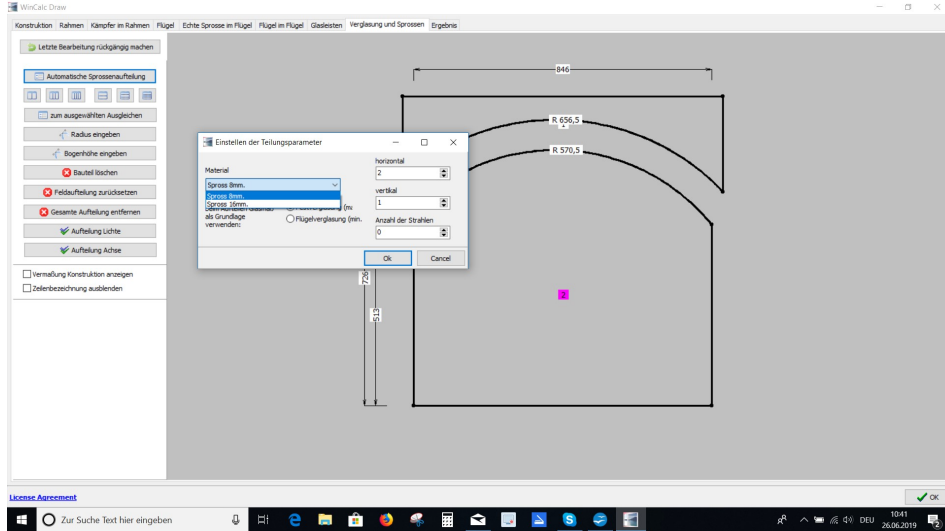 WinCalc Draw
Konstruktion Rahmen Kämpfer im Rahmen Flügel Echte Sprosse im Flügel Flügel im Flügel Glasleisten Verglasung und Sprossen Ergebnis
Letzte Bearbeitung rückgängig machen
Automatische Sprossenaufteilung
zum ausgewählten Ausgleichen
Radius eingeben
Bogenhöhe eingeben
Bauteil löschen
Feldaufteilung zurücksetzen
Gesamte Aufteilung entfernen
Aufteilung Lichte
Aufteilung Achse
Vermaßung Konstruktion anzeigen
Zeilenbezeichnung ausblenden
846
R 656,5
1
R 570,5
Einstellen der Teilungsparameter
Material
Spross 8mm.
Spross 8mm.
Spross 16mm.
als Grundlage
verwenden:
Flügelverglasung (min.
horizontal
2
vertikal
1
Anzahl der Strahlen
0
Ok Cancel
726
513
2
License Agreement
OK
Zur Suche Text hier eingeben
DEU
10:41
26.06.2019
2